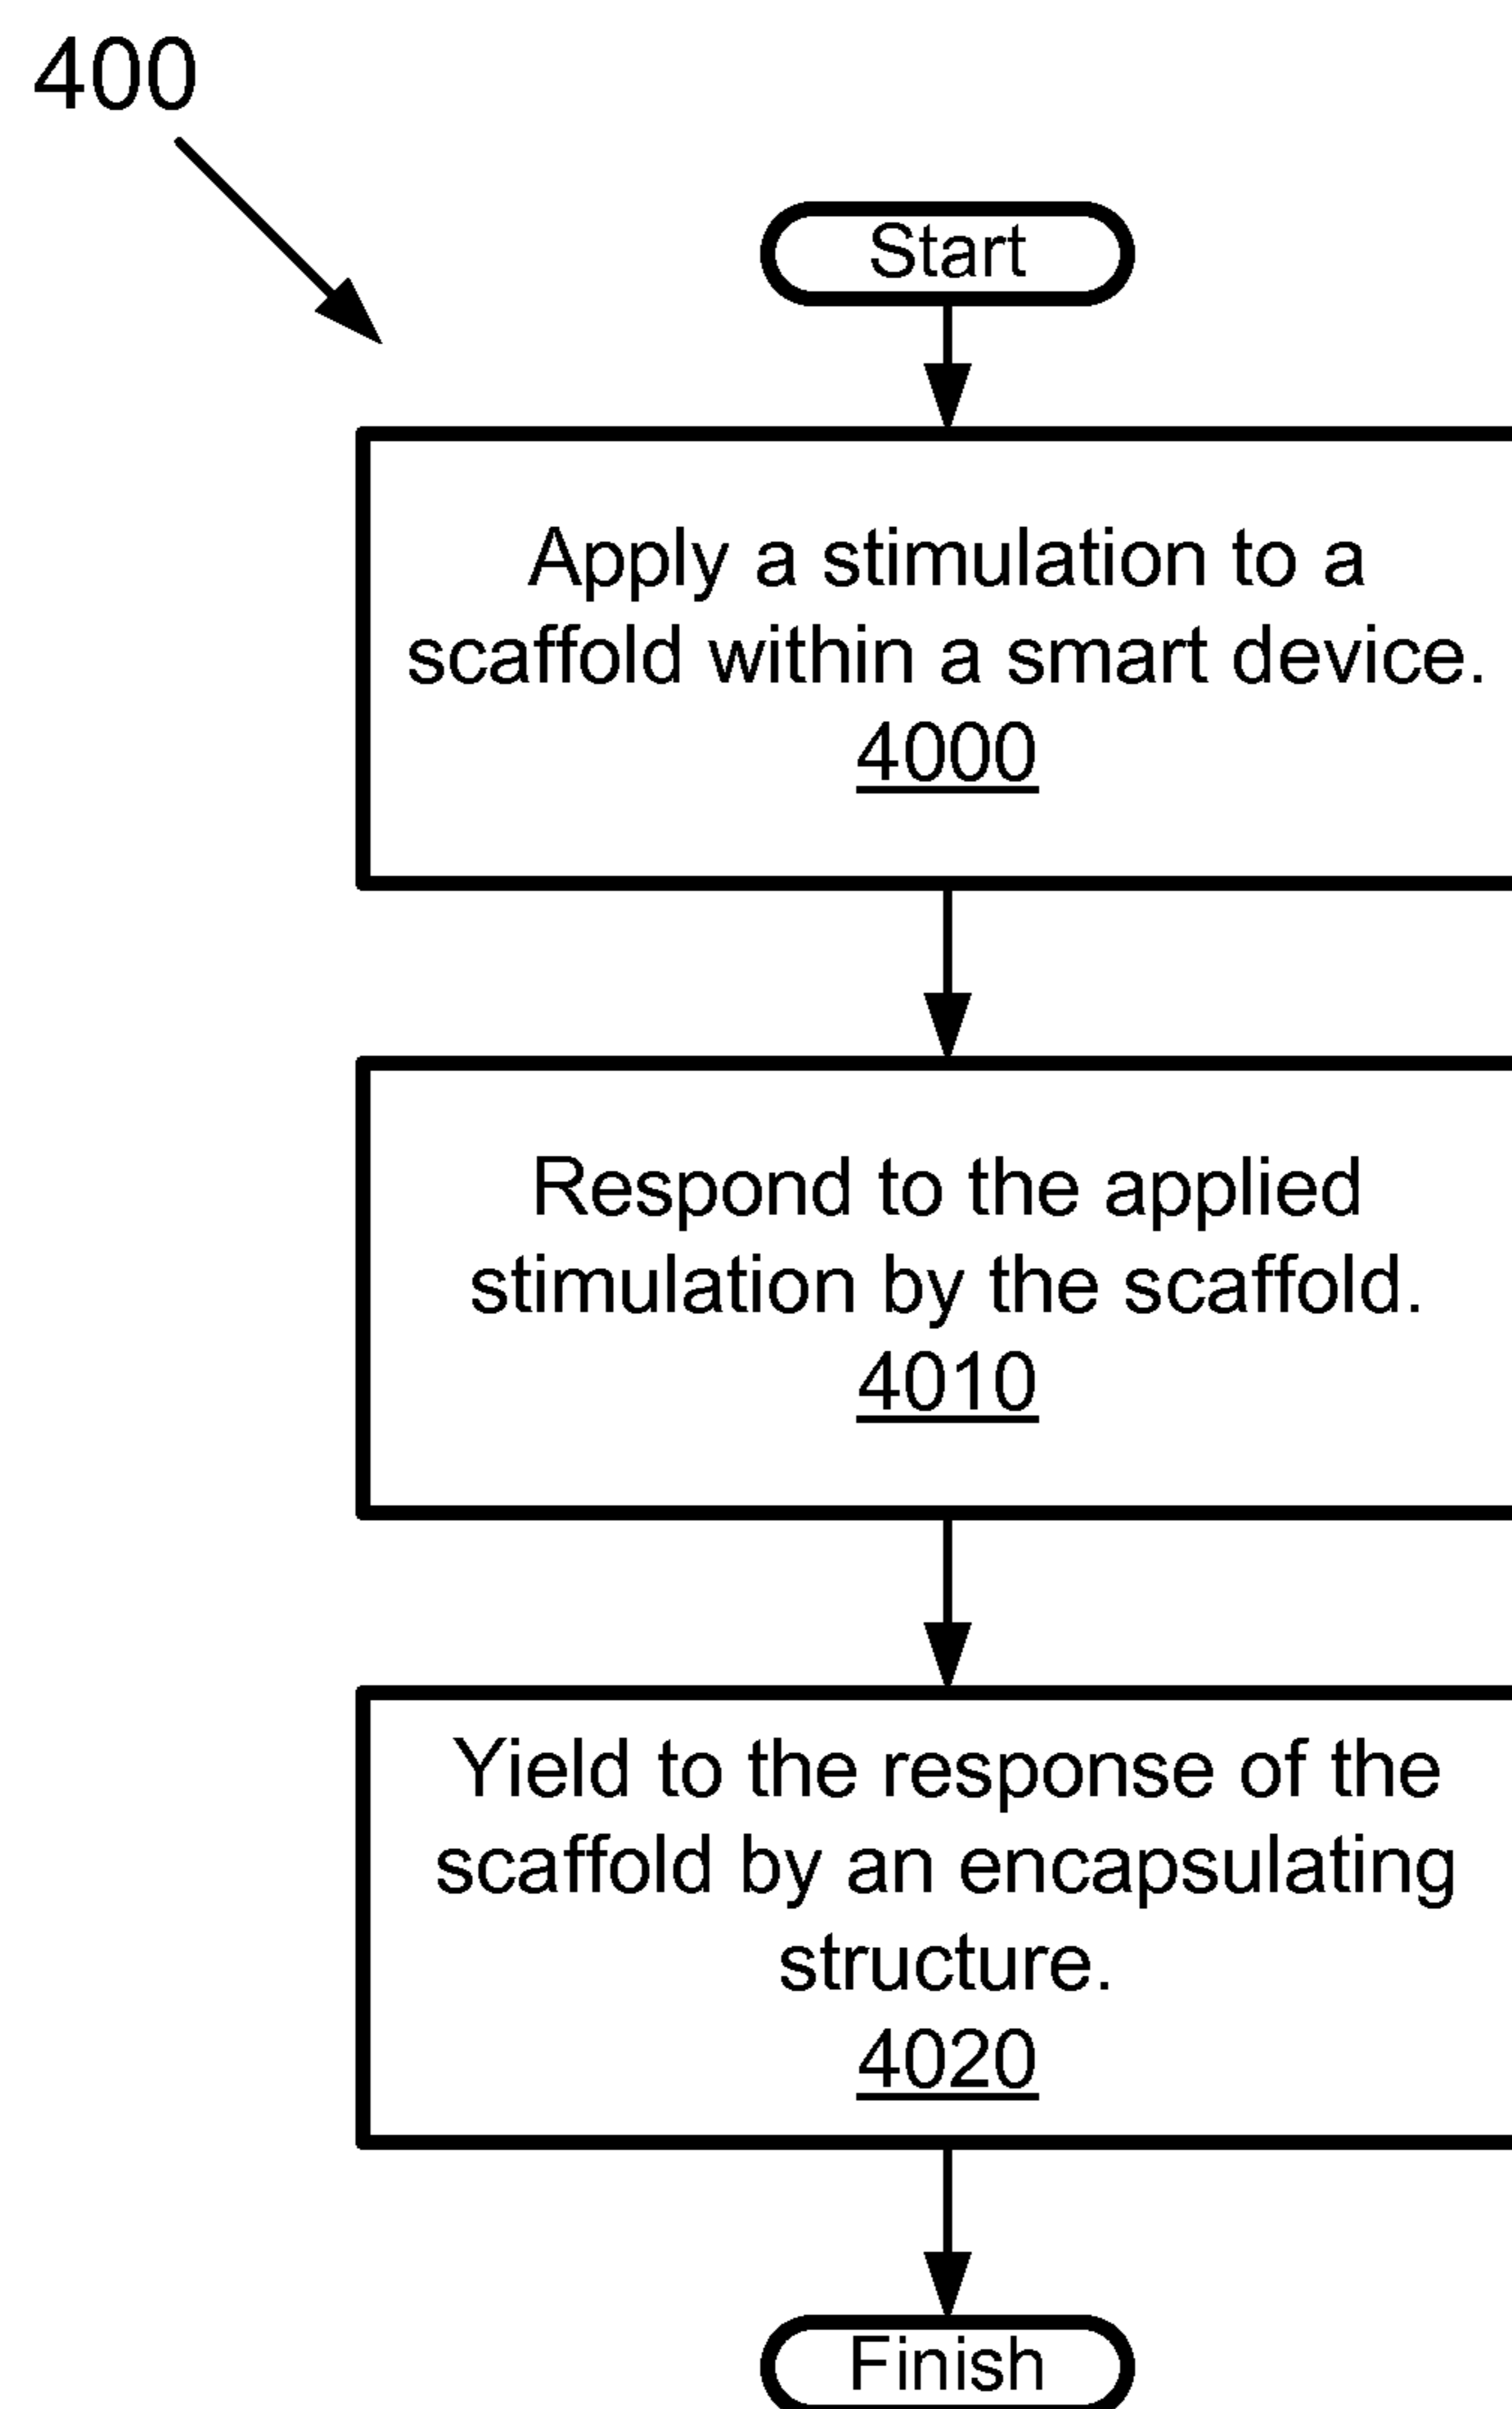 400
Start
Apply a stimulation to a
scaffold within a smart device.
4000
Respond to the applied
stimulation by the scaffold.
4010
Yield to the response of the
scaffold by an encapsulating
structure.
4020
Finish